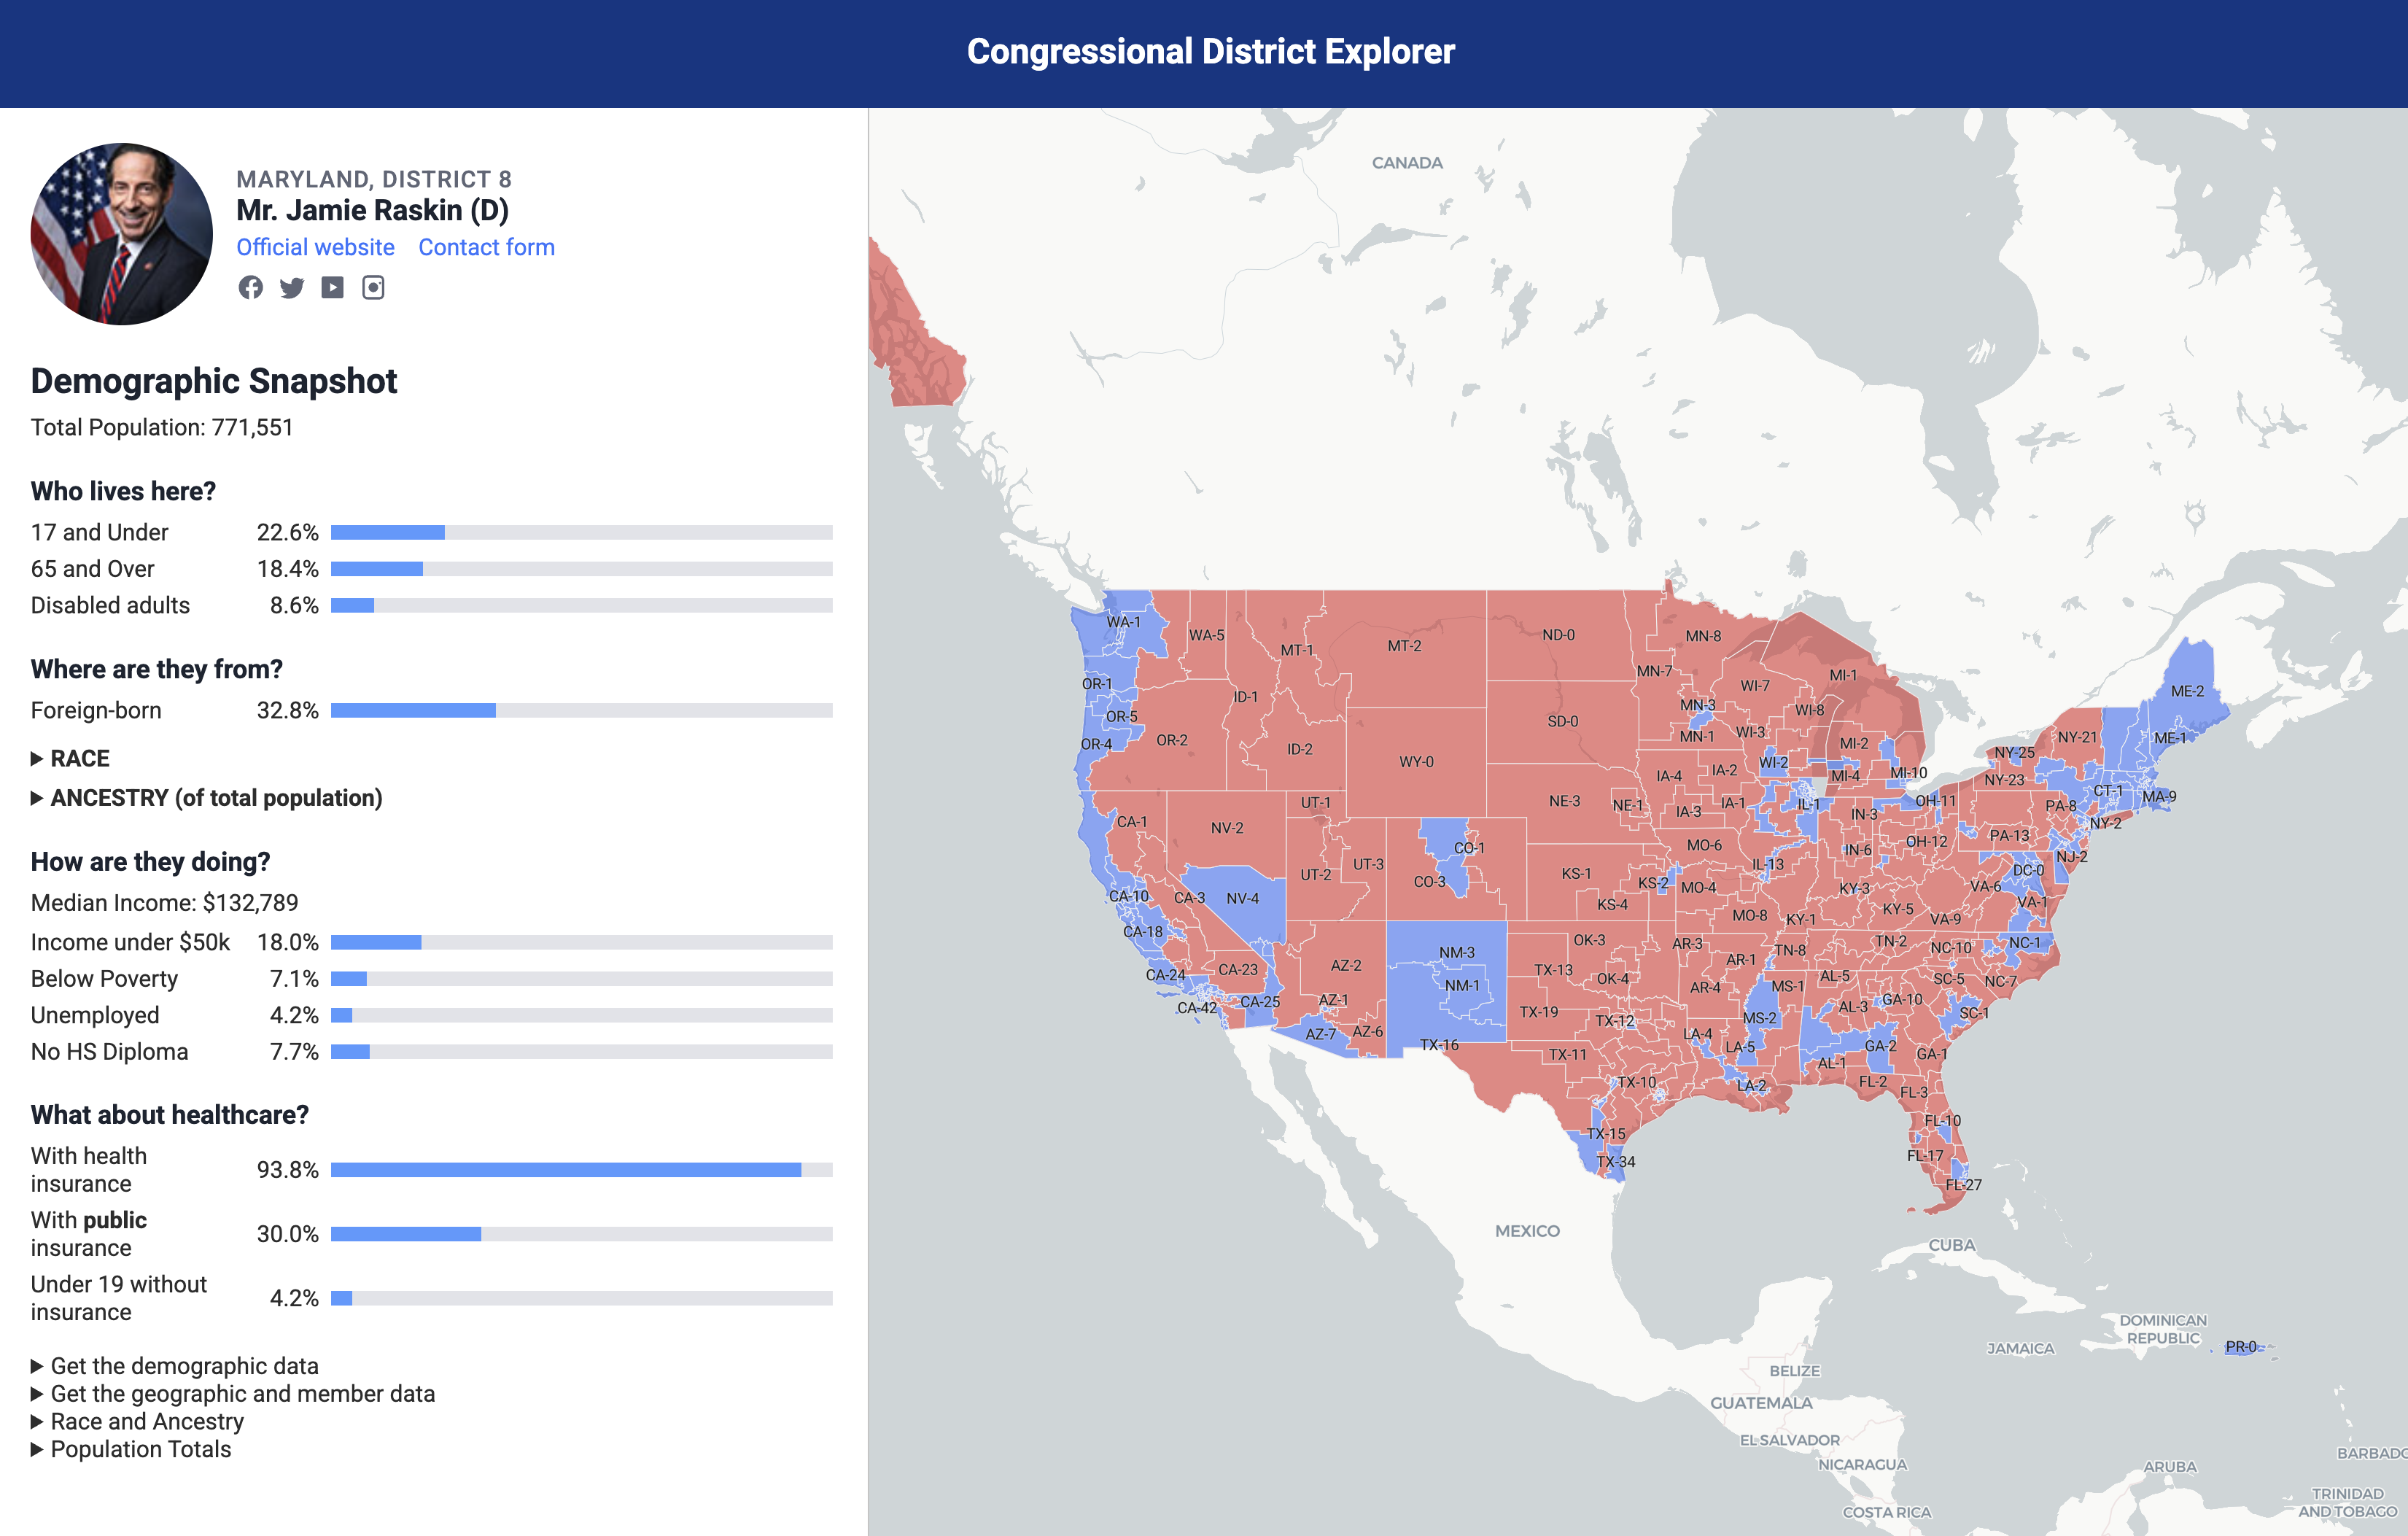 Congressional District Explorer
MARYLAND, DISTRICT 8
Mr. Jamie Raskin (D)
Official website Contact form
Demographic Snapshot
Total Population: 771,551
Who lives here?
17 and Under 22.6%
65 and Over 18.4%
Disabled adults 8.6%
Where are they from?
Foreign-born 32.8%
RACE
ANCESTRY (of total population)
How are they doing?
Median Income: $132,789
Income under $50k 18.0%
Below Poverty 7.1%
Unemployed 4.2%
No HS Diploma 7.7%
What about healthcare?
With health
insurance 93.8%
With public
insurance 30.0%
Under 19 without
insurance 4.2%
Get the demographic data
Get the geographic and member data
Race and Ancestry
Population Totals
CANADA
WA-1
WA-5
MT-1
MT-2
ND-0
MN-8
MN-7
MI-1
WI-7
ME-2
OR-1
ID-1
OR-5
SD-0
MN-3
WI-8
OR-4
OR-2
ID-2
WY-0
MN-1
WI-3
MI-2
NY-25
NY-21
ME-1
WI-2
IA-4
IA-2
MI-4
MI-10
NY-23
CT-1
MA-9
UT-1
NE-3
NE-1
IA-3
IA-1
IL-1
IN-3
OH-11
PA-8
NY-2
CA-1
NV-2
CO-1
MO-6
IN-6
OH-12
PA-13
NJ-2
UT-2
UT-3
CO-3
KS-1
KS-2
MO-4
IL-13
KY-3
VA-6
DC-0
CA-10
CA-3
NV-4
KS-4
MO-8
KY-1
KY-5
VA-9
VA-1
CA-18
NM-3
OK-3
AR-3
TN-8
TN-2
NC-10
NC-1
CA-24
CA-23
AZ-2
TX-13
OK-4
AR-1
AL-5
SC-5
NC-7
CA-42
CA-25
AZ-1
NM-1
TX-19
TX-12
AR-4
MS-1
MS-2
AL-3
GA-10
SC-1
AZ-7
AZ-6
TX-16
TX-11
LA-4
LA-5
AL-1
GA-2
GA-1
TX-10
LA-2
FL-2
FL-3
TX-15
FL-10
TX-34
FL-17
FL-27
MEXICO
CUBA
DOMINICAN
REPUBLIC
JAMAICA
PR-0
BELIZE
GUATEMALA
EL SALVADOR
NICARAGUA
COSTA RICA
ARUBA
BARBADO
TRINIDAD
AND TOBAGO